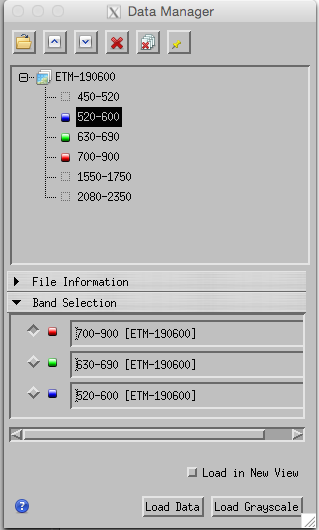 Data Manager
ETM-190600
450-520
520-600
630-690
700-900
1550-1750
2080-2350
File Information
Band Selection
700-900 [ETM-190600]
630-690 [ETM-190600]
520-600 [ETM-190600]
Load in New View
Load Data Load Grayscale